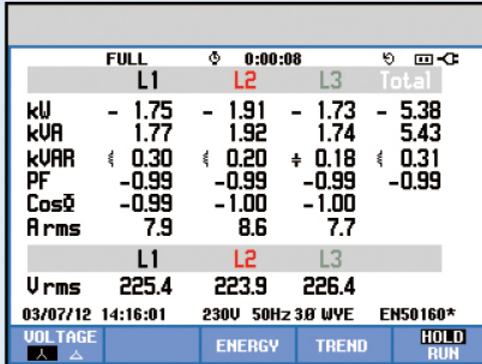 FULL 0:00:08
L1 L2 L3 Total
kW - 1.75 - 1.91 - 1.73 - 5.38
kVA 1.77 1.92 1.74 5.43
kVAR 0.30 0.20 0.18 0.31
PF -0.99 -0.99 -0.99 -0.99
CosΦ -0.99 -1.00 -1.00
A rms 7.9 8.6 7.7
L1 L2 L3
V rms 225.4 223.9 226.4
03/07/12 14:16:01 230V 50Hz 3Ø WYE EN50160*
VOLTAGE ENERGY TREND HOLD
RUN